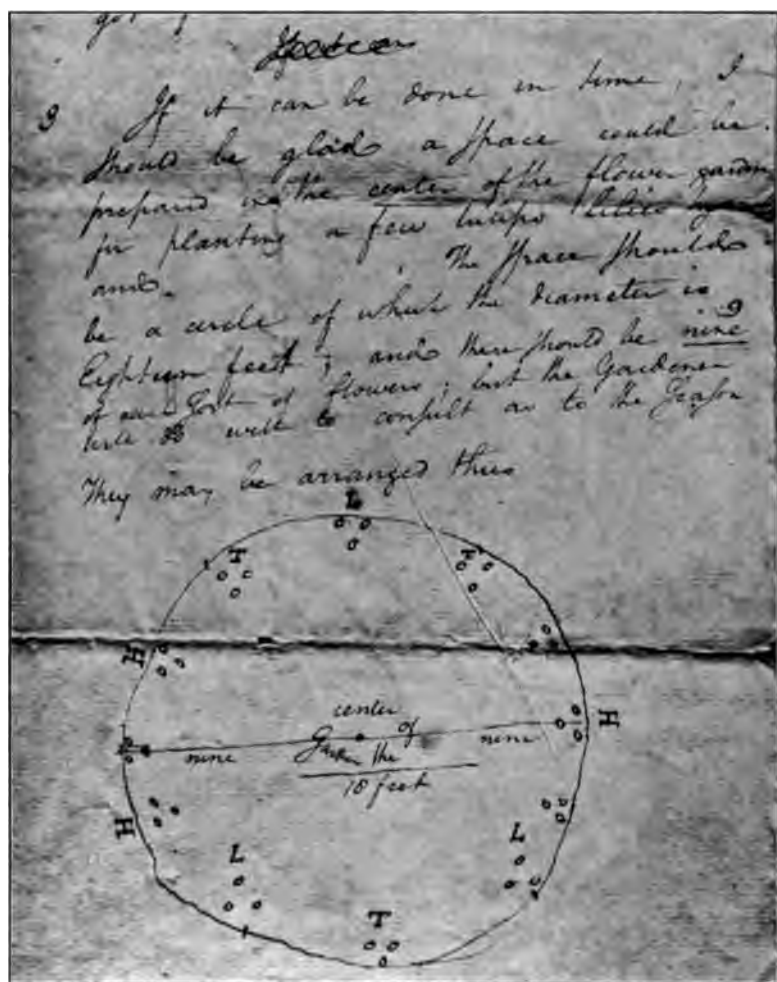 got
9 If it can be done in time, I
should be glad a space could be
prepared in the center of the flower garden
for planting a few tulips lilies
and. The space should
be a circle of which the diameter is
Eighteen feet; and there should be nine
of each sort of flowers; but the Gardener
will do well to consult as to the Season
They may be arranged thus
L
T T
H
center
of
H
nine Garden the nine
18 feet
H
L L
T